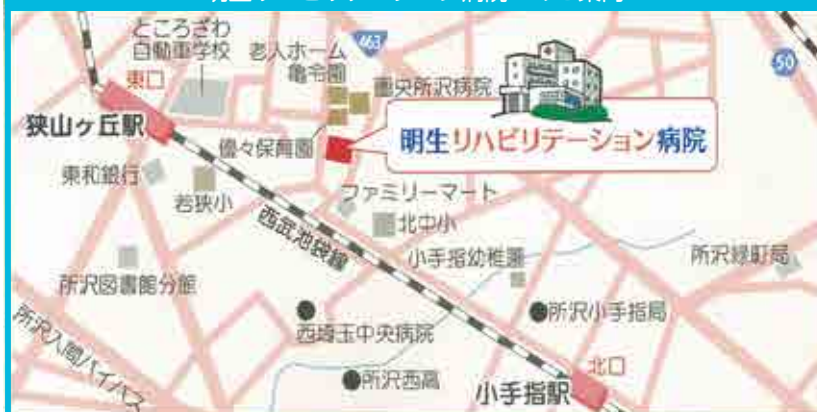 ところざわ
自動車学校
老人ホーム
亀令園
463
圏央所沢病院
50
東口
狭山ヶ丘駅
優々保育園
明生リハビリテーション病院
東和銀行
若狭小
ファミリーマート
北中小
西武池袋線
小手指幼稚園
所沢緑町局
所沢図書館分館
所沢入間バイパス
西埼玉中央病院
所沢小手指局
所沢西高
北口
小手指駅